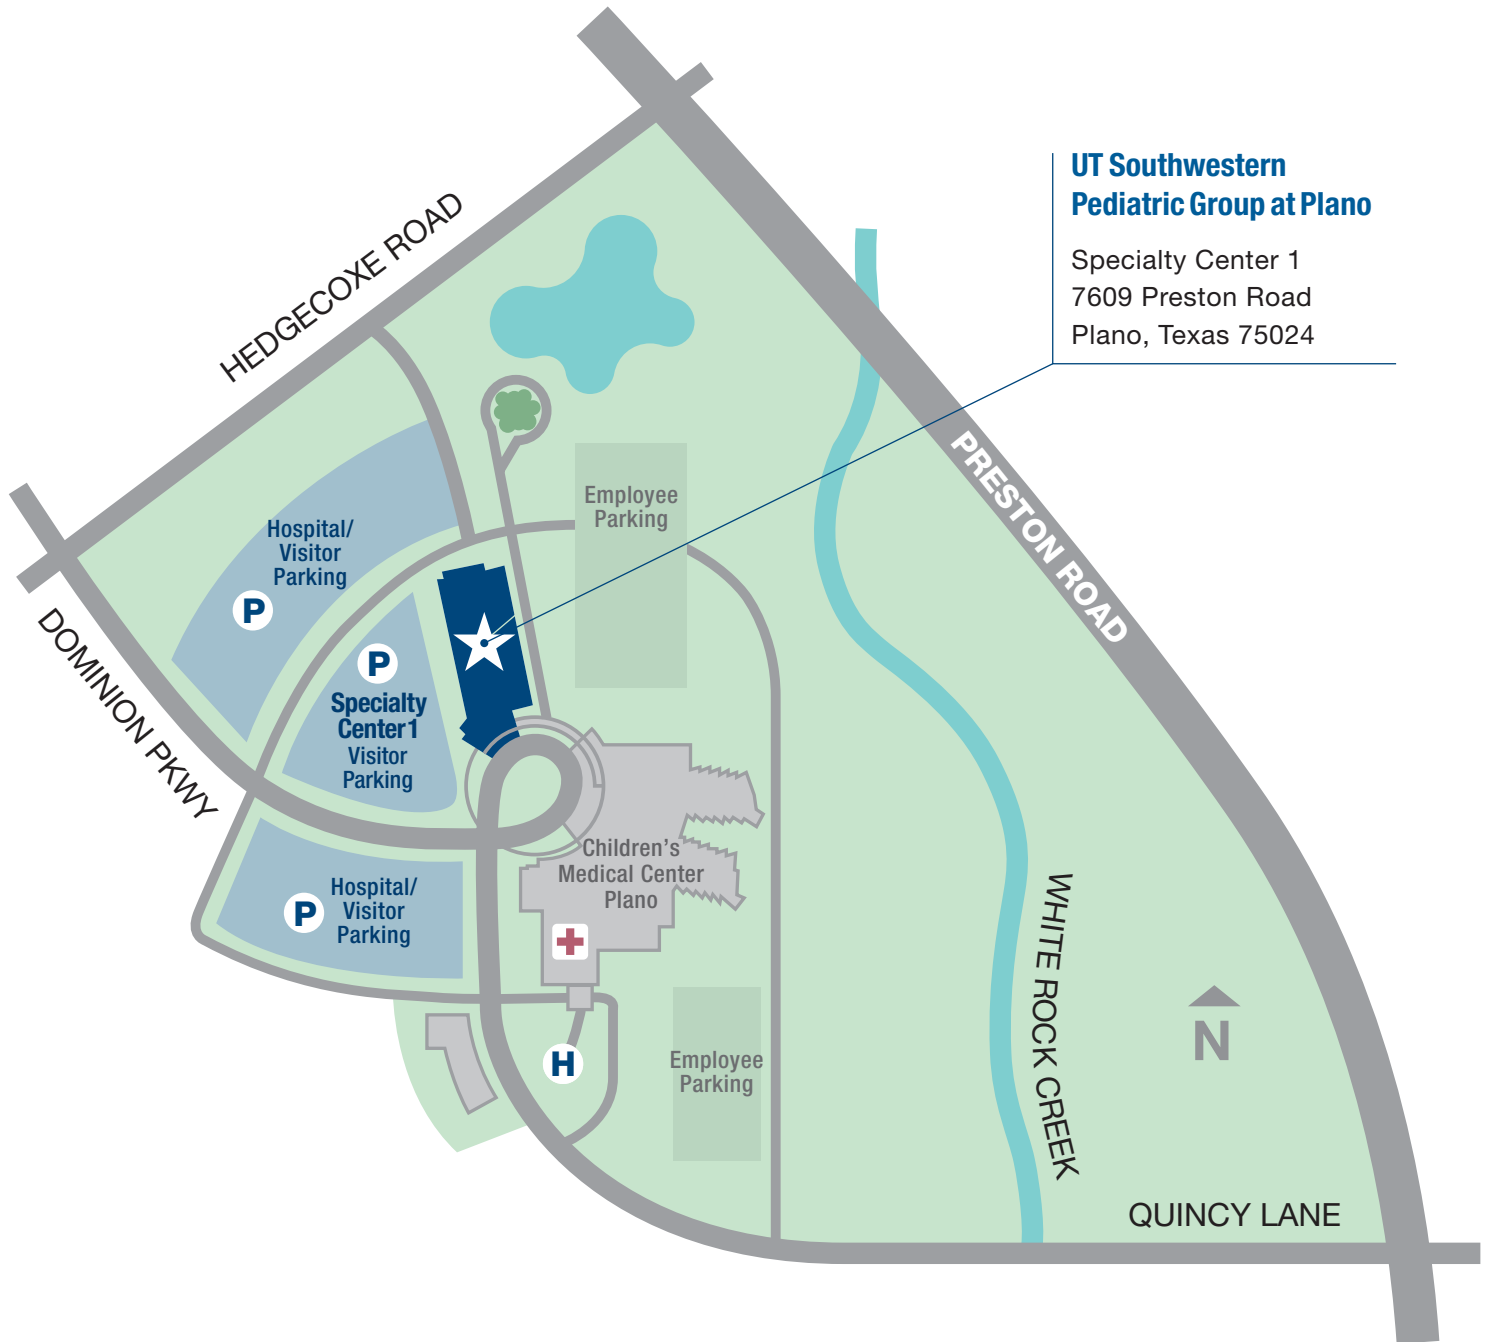 UT Southwestern
Pediatric Group at Plano
Specialty Center 1
7609 Preston Road
Plano, Texas 75024
HEDGECOXE ROAD
PRESTON ROAD
Employee
Parking
Hospital/
Visitor
Parking
P
P
Specialty
Center 1
Visitor
Parking
DOMINION PKWY
Children's
Medical Center
Plano
Hospital/
Visitor
Parking
P
WHITE ROCK CREEK
N
H
Employee
Parking
QUINCY LANE